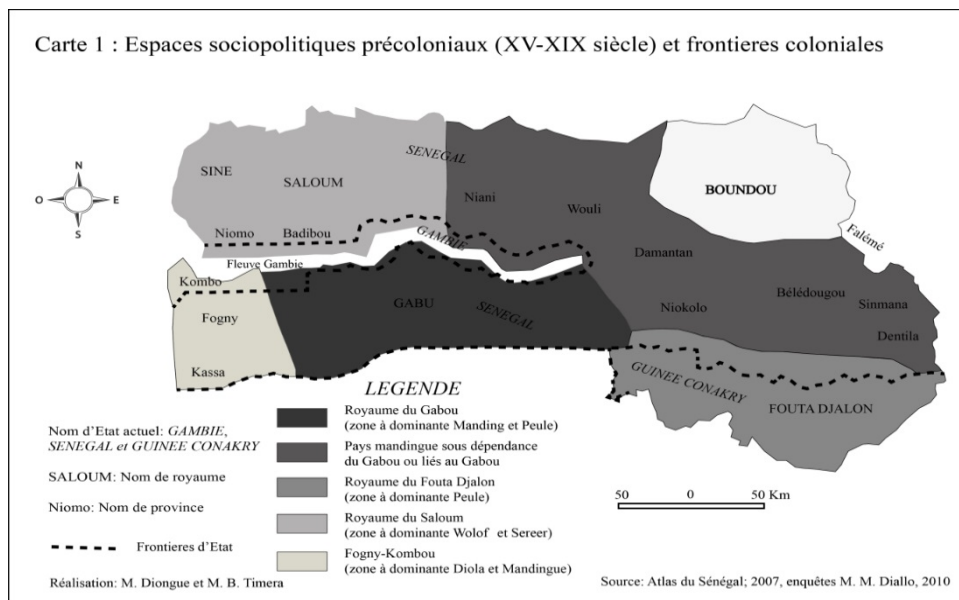 Carte 1 : Espaces sociopolitiques précoloniaux (XV-XIX siècle) et frontieres coloniales
N
O
E
S
SINE
SALOUM
SENEGAL
Niani
Wouli
BOUNDOU
Falémé
Niomo
Badibou
GAMBIE
Fleuve Gambie
Damantan
Kombo
Fogny
Kassa
GABU
SENEGAL
Niokolo
Bélédougou
Sinmana
Dentila
GUINEE CONAKRY
FOUTA DJALON
LEGENDE
Nom d'Etat actuel: GAMBIE,
SENEGAL et GUINEE CONAKRY
SALOUM: Nom de royaume
Niomo: Nom de province
Frontieres d'Etat
Réalisation: M. Diongue et M. B. Timera
Royaume du Gabou
(zone à dominante Manding et Peule)
Pays mandingue sous dépendance
du Gabou ou liés au Gabou
Royaume du Fouta Djalon
(zone à dominante Peule)
Royaume du Saloum
(zone à dominante Wolof et Sereer)
Fogny-Kombou
(zone à dominante Diola et Mandingue)
50 0 50 Km
Source: Atlas du Sénégal; 2007, enquêtes M. M. Diallo, 2010